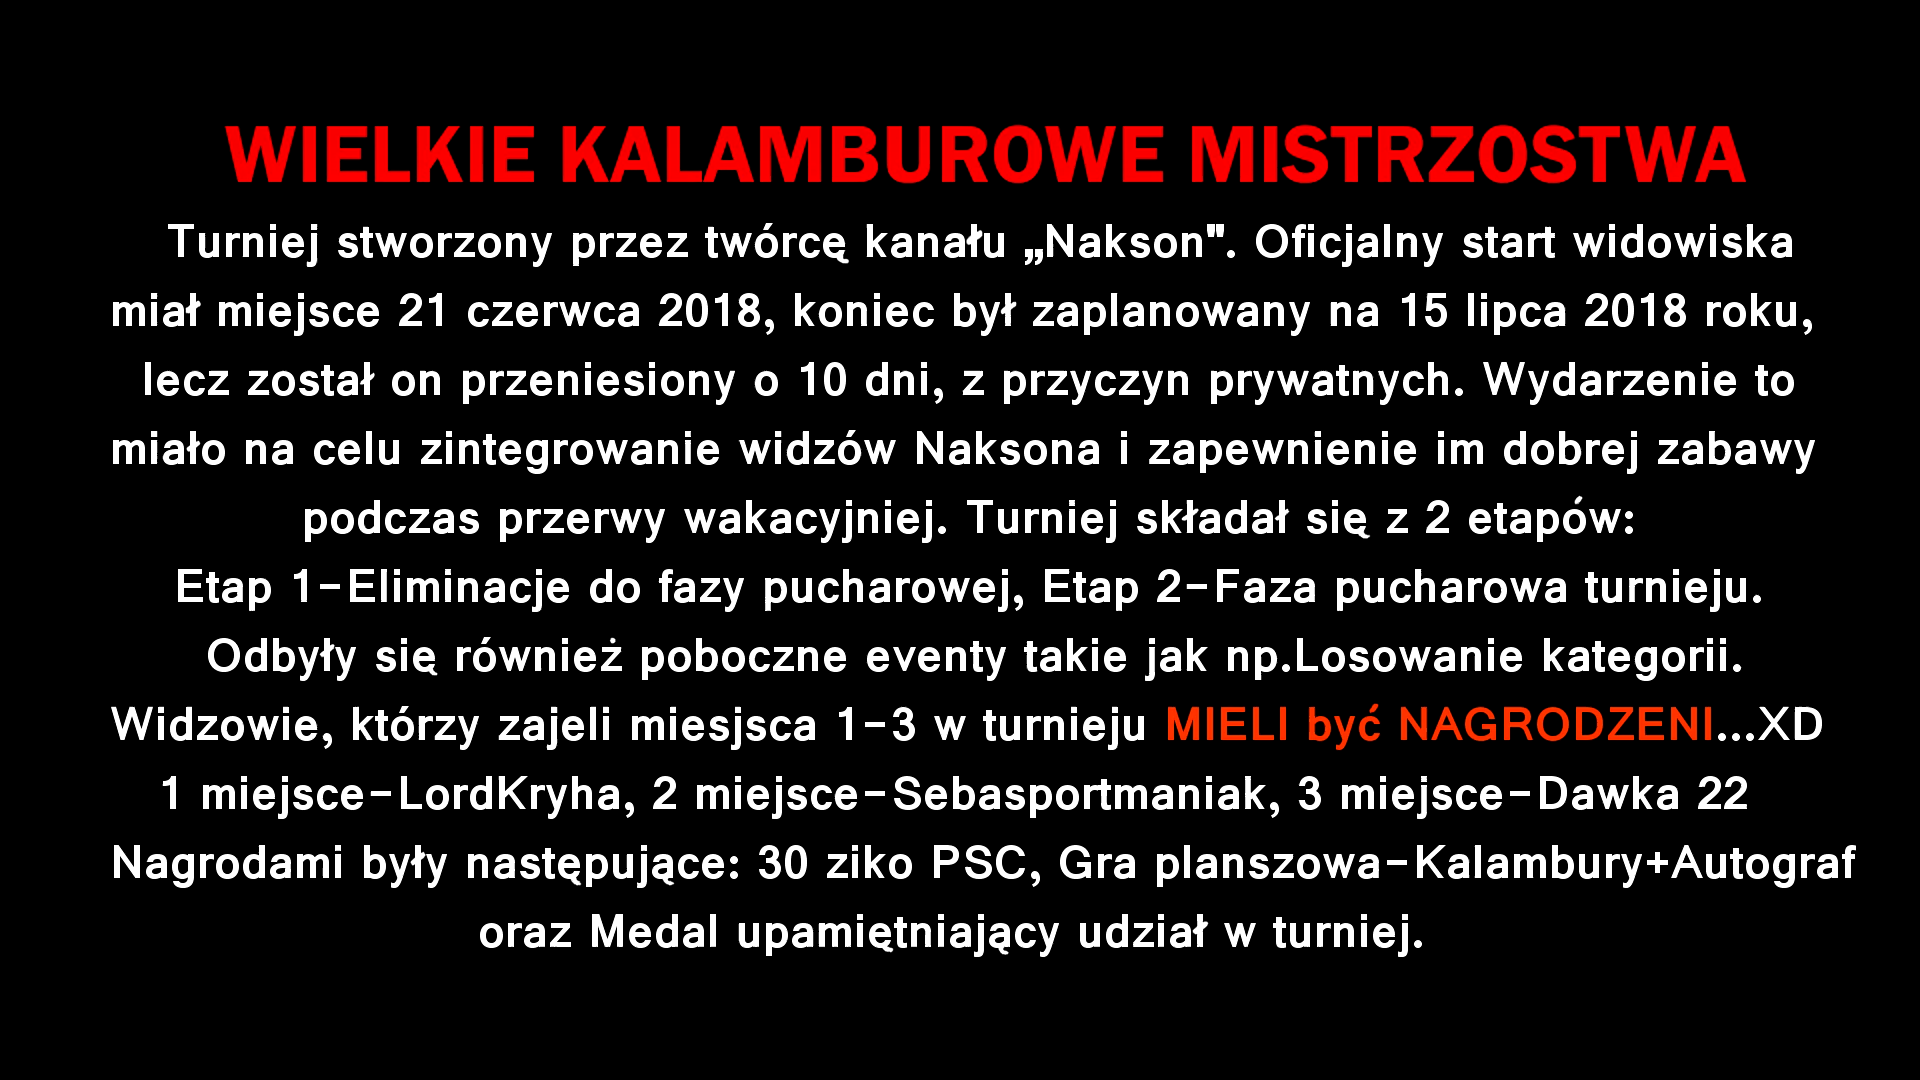 WIELKIE KALAMBUROWE MISTRZOSTWA
Turniej stworzony przez twórcę kanału „Nakson". Oficjalny start widowiska
miał miejsce 21 czerwca 2018, koniec był zaplanowany na 15 lipca 2018 roku,
lecz został on przeniesiony o 10 dni, z przyczyn prywatnych. Wydarzenie to
miało na celu zintegrowanie widzów Naksona i zapewnienie im dobrej zabawy
podczas przerwy wakacyjniej. Turniej składał się z 2 etapów:
Etap 1-Eliminacje do fazy pucharowej, Etap 2-Faza pucharowa turnieju.
Odbyły się również poboczne eventy takie jak np.Losowanie kategorii.
Widzowie, którzy zajeli miesjsca 1-3 w turnieju MIELI być NAGRODZENI...XD
1 miejsce-LordKryha, 2 miejsce-Sebasportmaniak, 3 miejsce-Dawka 22
Nagrodami były następujące: 30 ziko PSC, Gra planszowa-Kalambury+Autograf
oraz Medal upamiętniający udział w turniej.